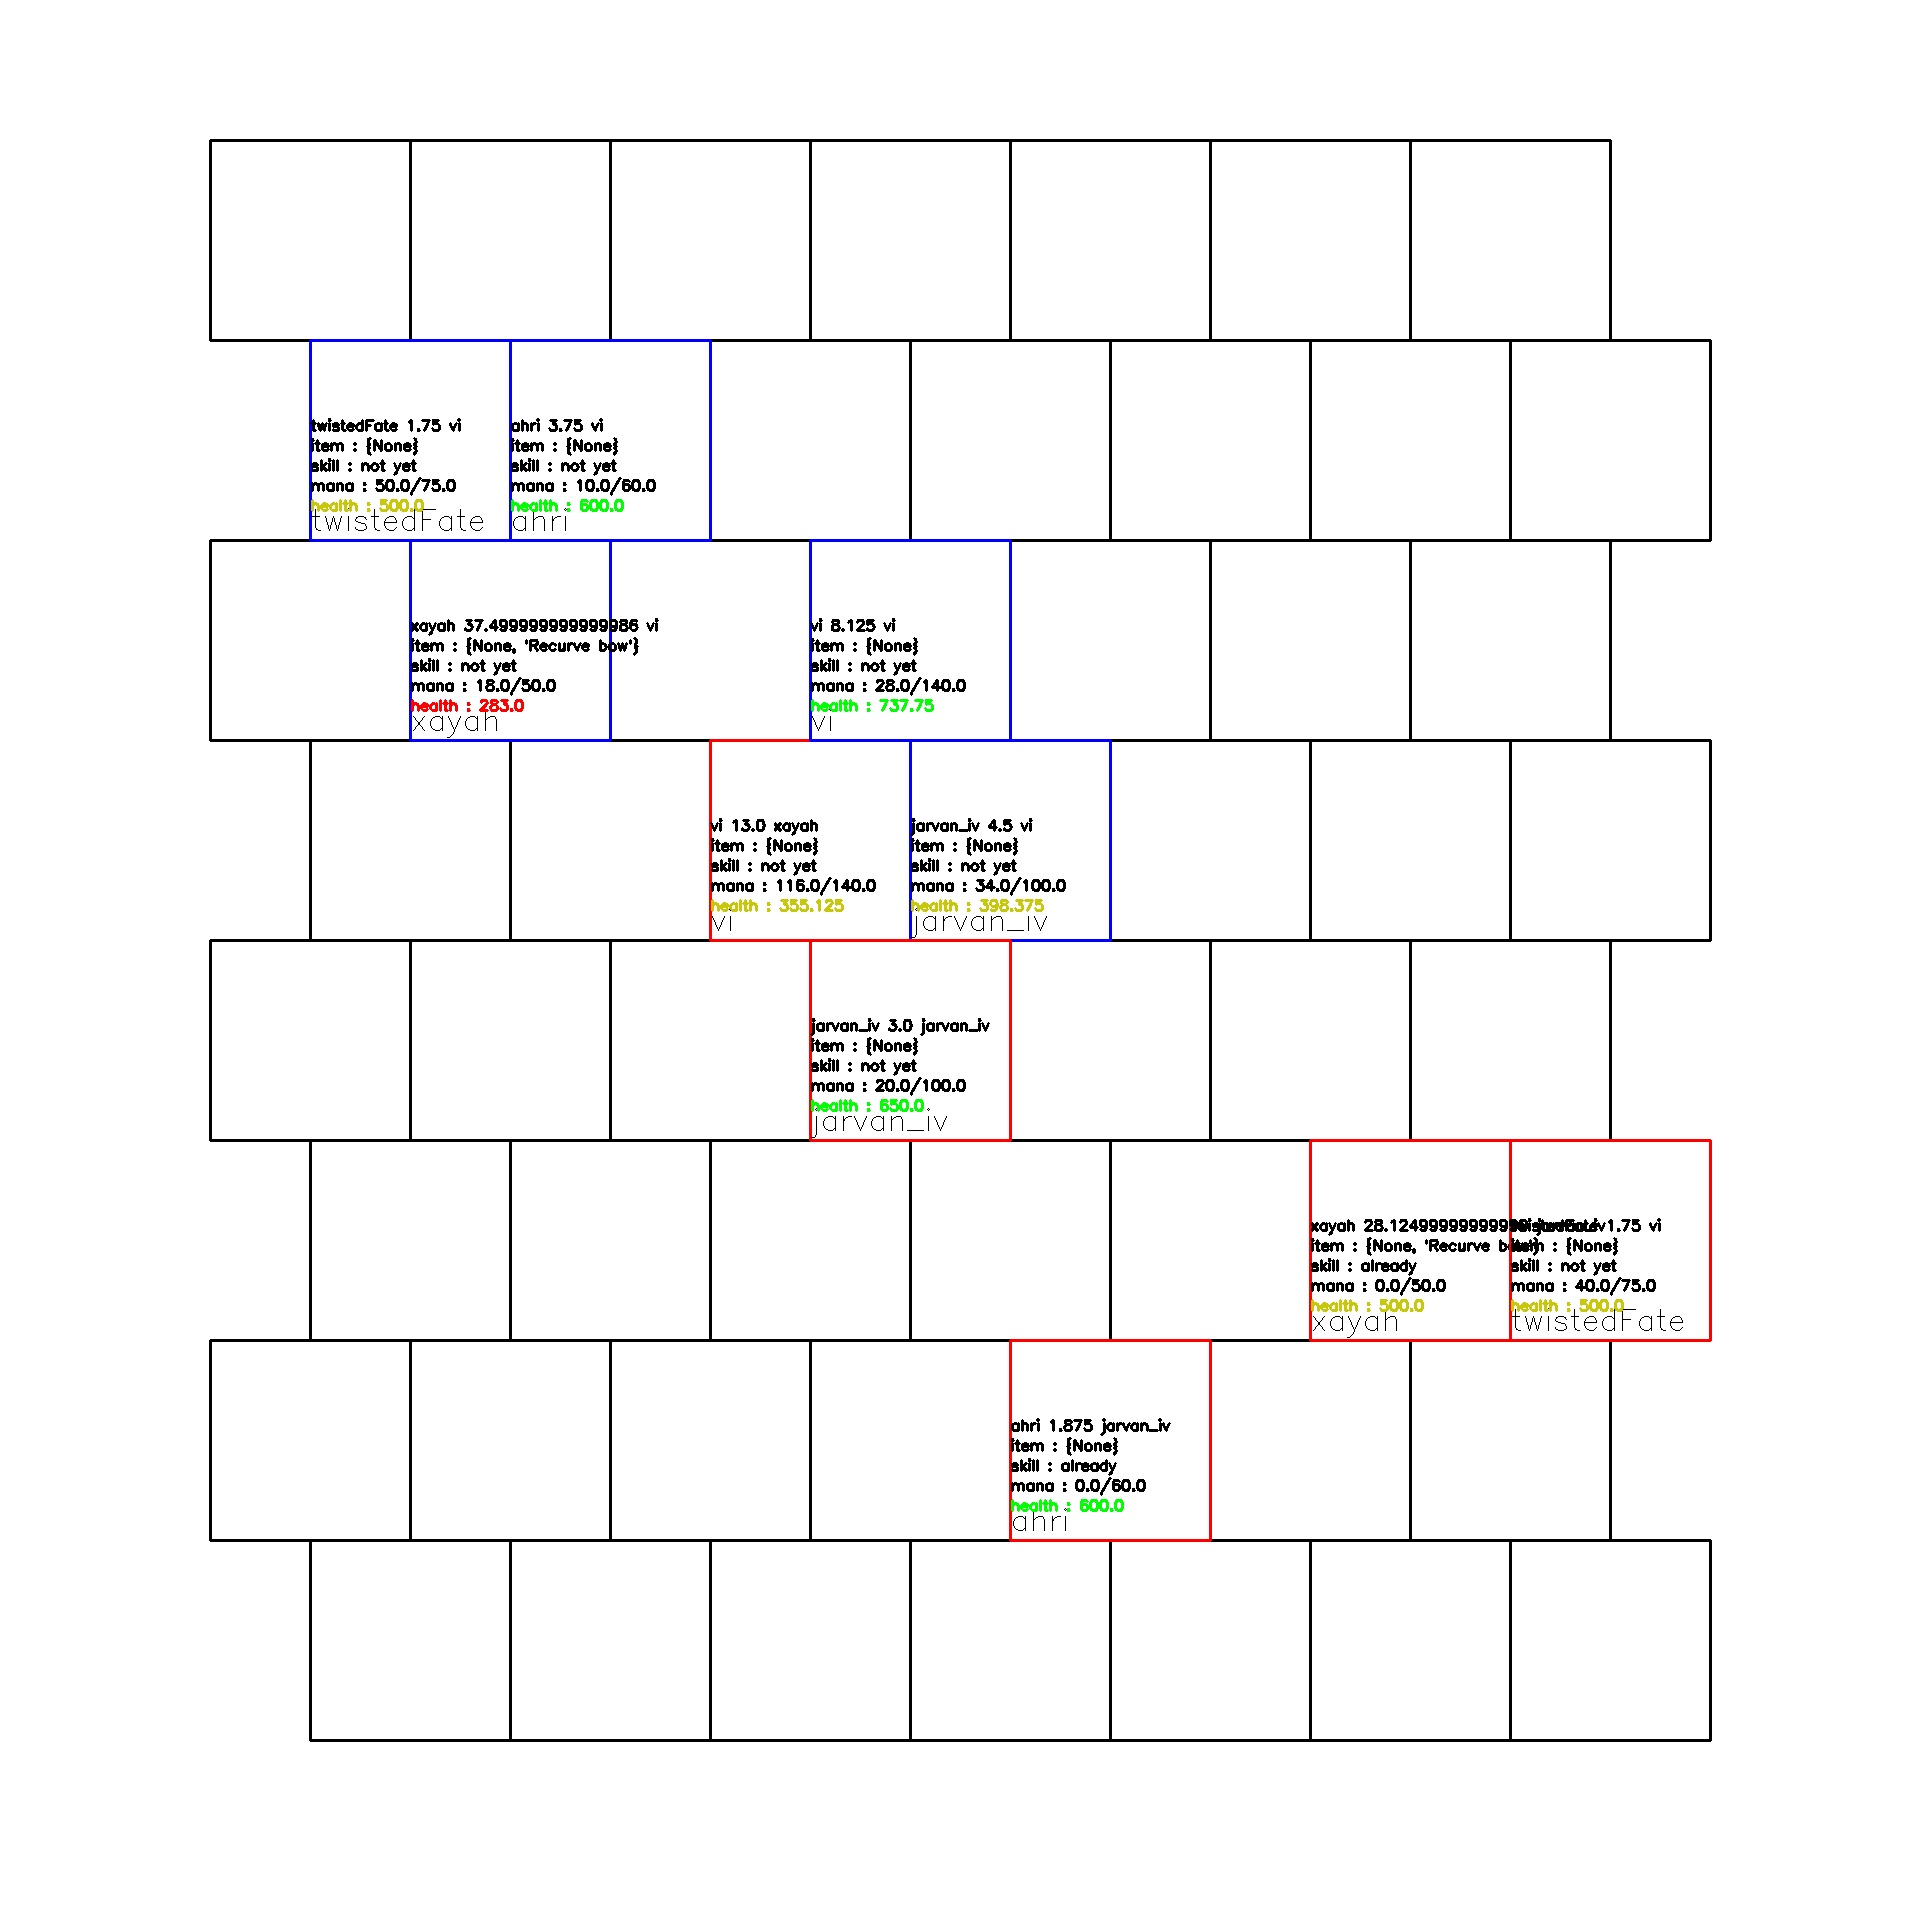 twistedFate 1.75 vi
item : {None}
skill : not yet
mana : 50.0/75.0
health : 500.0
twistedFate
ahri 3.75 vi
item : {None}
skill : not yet
mana : 10.0/60.0
health : 600.0
ahri
xayah 37.499999999999986 vi
item : {None, 'Recurve bow'}
skill : not yet
mana : 18.0/50.0
health : 283.0
xayah
vi 8.125 vi
item : {None}
skill : not yet
mana : 28.0/140.0
health : 737.75
vi
vi 13.0 xayah
item : {None}
skill : not yet
mana : 116.0/140.0
health : 355.125
vi
jarvan_iv 4.5 vi
item : {None}
skill : not yet
mana : 34.0/100.0
health : 398.375
jarvan_iv
jarvan_iv 3.0 jarvan_iv
item : {None}
skill : not yet
mana : 20.0/100.0
health : 650.0
jarvan_iv
xayah
item : {None, 'Recurve
skill : already
mana : 0.0/50.0
health : 500.0
xayah
1.75 vi
item : {None}
skill : not yet
mana : 40.0/75.0
health : 500.0
twistedFate
ahri 1.875 jarvan_iv
item : {None}
skill : already
mana : 0.0/60.0
health : 600.0
ahri